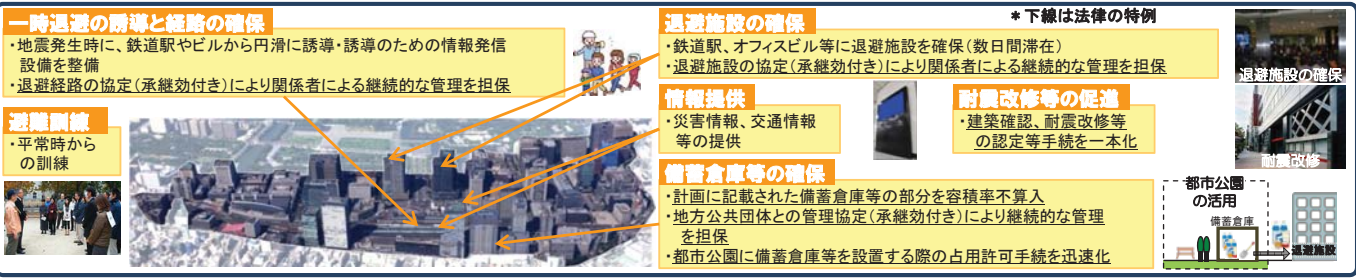 一時退避の誘導と経路の確保
・地震発生時に、鉄道駅やビルから円滑に誘導・誘導のための情報発信
設備を整備
・退避経路の協定（承継効付き）により関係者による継続的な管理を担保
避難訓練
・平常時から
の訓練
＊下線は法律の特例
退避施設の確保
・鉄道駅、オフィスビル等に退避施設を確保（数日間滞在）
・退避施設の協定（承継効付き）により関係者による継続的な管理を担保
情報提供
・災害情報、交通情報
等の提供
耐震改修等の促進
・建築確認、耐震改修等
の認定等手続を一本化
備蓄倉庫等の確保
・計画に記載された備蓄倉庫等の部分を容積率不算入
・地方公共団体との管理協定（承継効付き）により継続的な管理
を担保
・都市公園に備蓄倉庫等を設置する際の占用許可手続を迅速化
退避施設の確保
耐震改修
都市公園
の活用
備蓄倉庫
退避施設